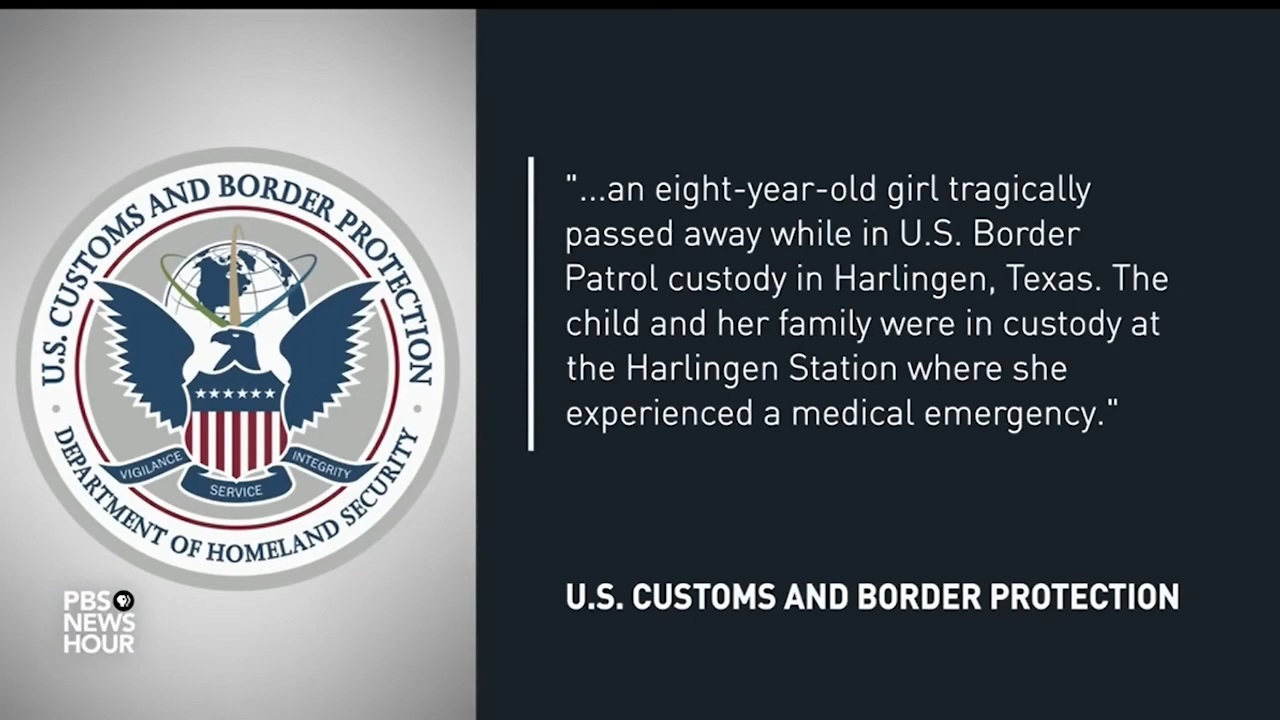 U.S. CUSTOMS AND BORDER PROTECTION
DEPARTMENT OF HOMELAND SECURITY
VIGILANCE
SERVICE
INTEGRITY
PBS
NEWS
HOUR
"...an eight-year-old girl tragically
passed away while in U.S. Border
Patrol custody in Harlingen, Texas. The
child and her family were in custody at
the Harlingen Station where she
experienced a medical emergency."
U.S. CUSTOMS AND BORDER PROTECTION